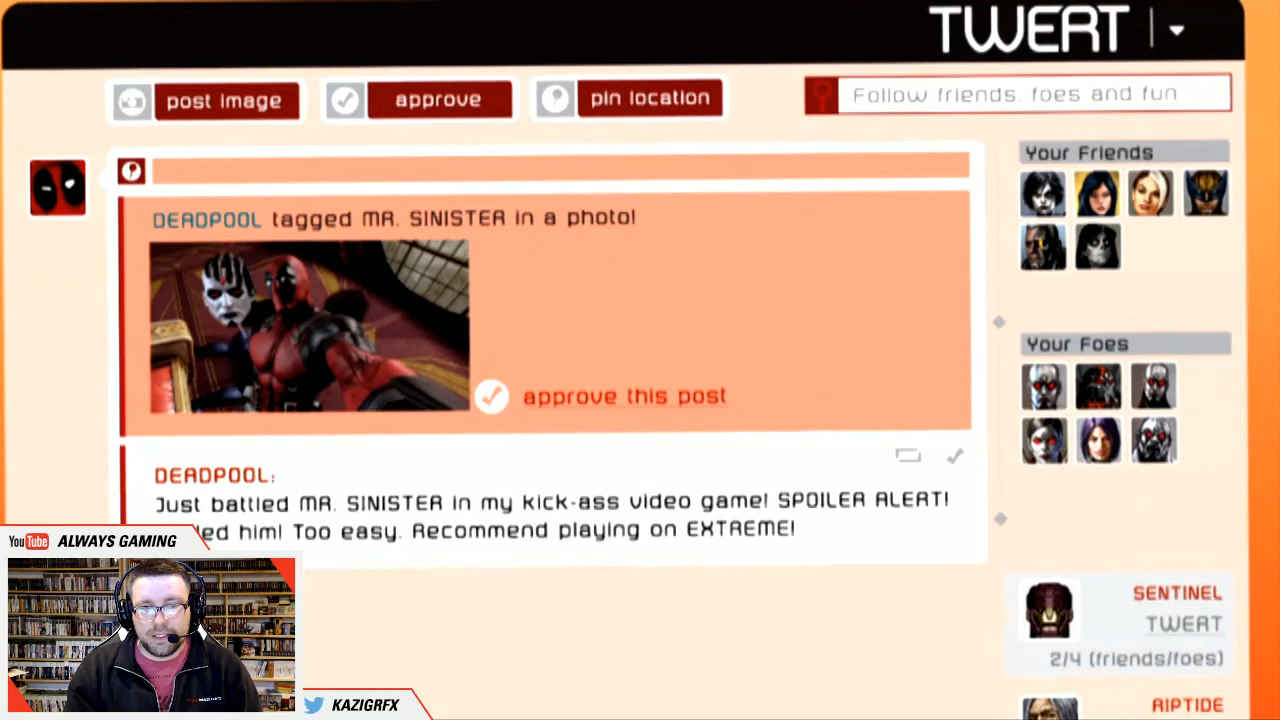 TWERT
post image
approve
pin location
Follow friends, foes and fun
Your Friends
DEADPOOL tagged MR. SINISTER in a photo!
approve this post
Your Foes
DEADPOOL:
Just battled MR. SINISTER in my kick-ass video game! SPOILER ALERT!
him! Too easy. Recommend playing on EXTREME!
SENTINEL
TWERT
2/4 (friends/foes)
RIPTIDE
YouTube ALWAYS GAMING
KAZIGRFX